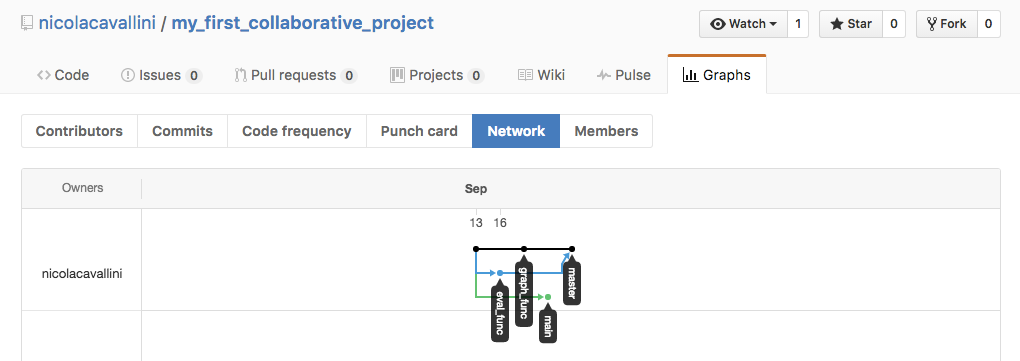 nicolacavallini / my_first_collaborative_project
Watch 1 Star 0 Fork 0
Code Issues 0 Pull requests 0 Projects 0 Wiki Pulse Graphs
Contributors Commits Code frequency Punch card Network Members
Owners Sep
13 16
nicolacavallini
eval_func
graph_func
main
master